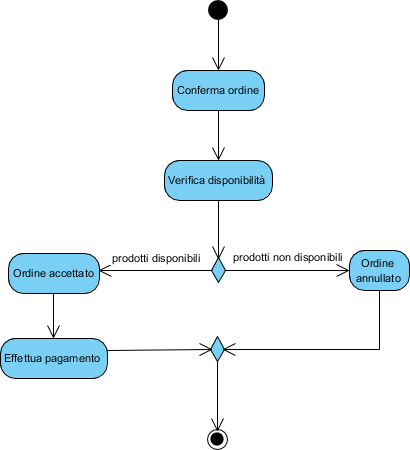 Conferma ordine
Verifica disponibilità
prodotti disponibili
prodotti non disponibili
Ordine accettato
Ordine
annullato
Effettua pagamento